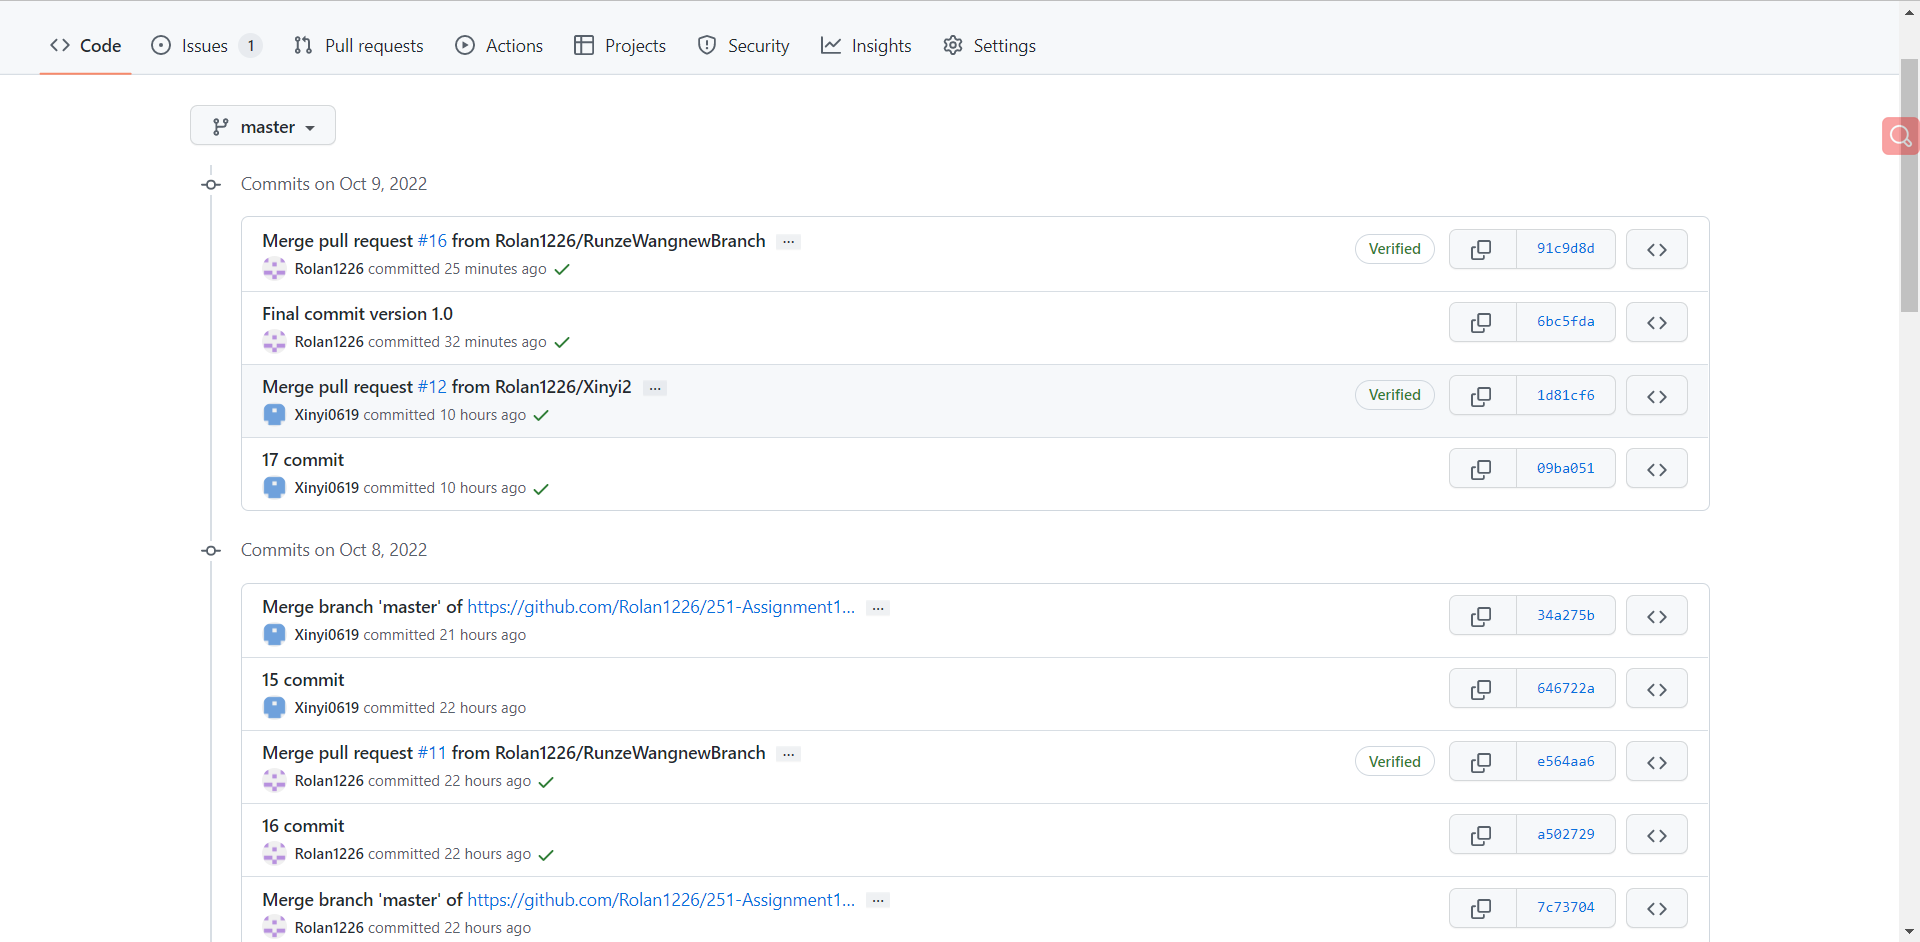 Code Issues 1 Pull requests Actions Projects Security Insights Settings
master
Commits on Oct 9, 2022
Merge pull request #16 from Rolan1226/RunzeWangnewBranch ... Verified 91c9d8d
Rolan1226 committed 25 minutes ago
Final commit version 1.0 6bc5fda
Rolan1226 committed 32 minutes ago
Merge pull request #12 from Rolan1226/Xinyi2 ... Verified 1d81cf6
Xinyi0619 committed 10 hours ago
17 commit 09ba051
Xinyi0619 committed 10 hours ago
Commits on Oct 8, 2022
Merge branch 'master' of https://github.com/Rolan1226/251-Assignment1... ... 34a275b
Xinyi0619 committed 21 hours ago
15 commit 646722a
Xinyi0619 committed 22 hours ago
Merge pull request #11 from Rolan1226/RunzeWangnewBranch ... Verified e564aa6
Rolan1226 committed 22 hours ago
16 commit a502729
Rolan1226 committed 22 hours ago
Merge branch 'master' of https://github.com/Rolan1226/251-Assignment1... ... 7c73704
Rolan1226 committed 22 hours ago